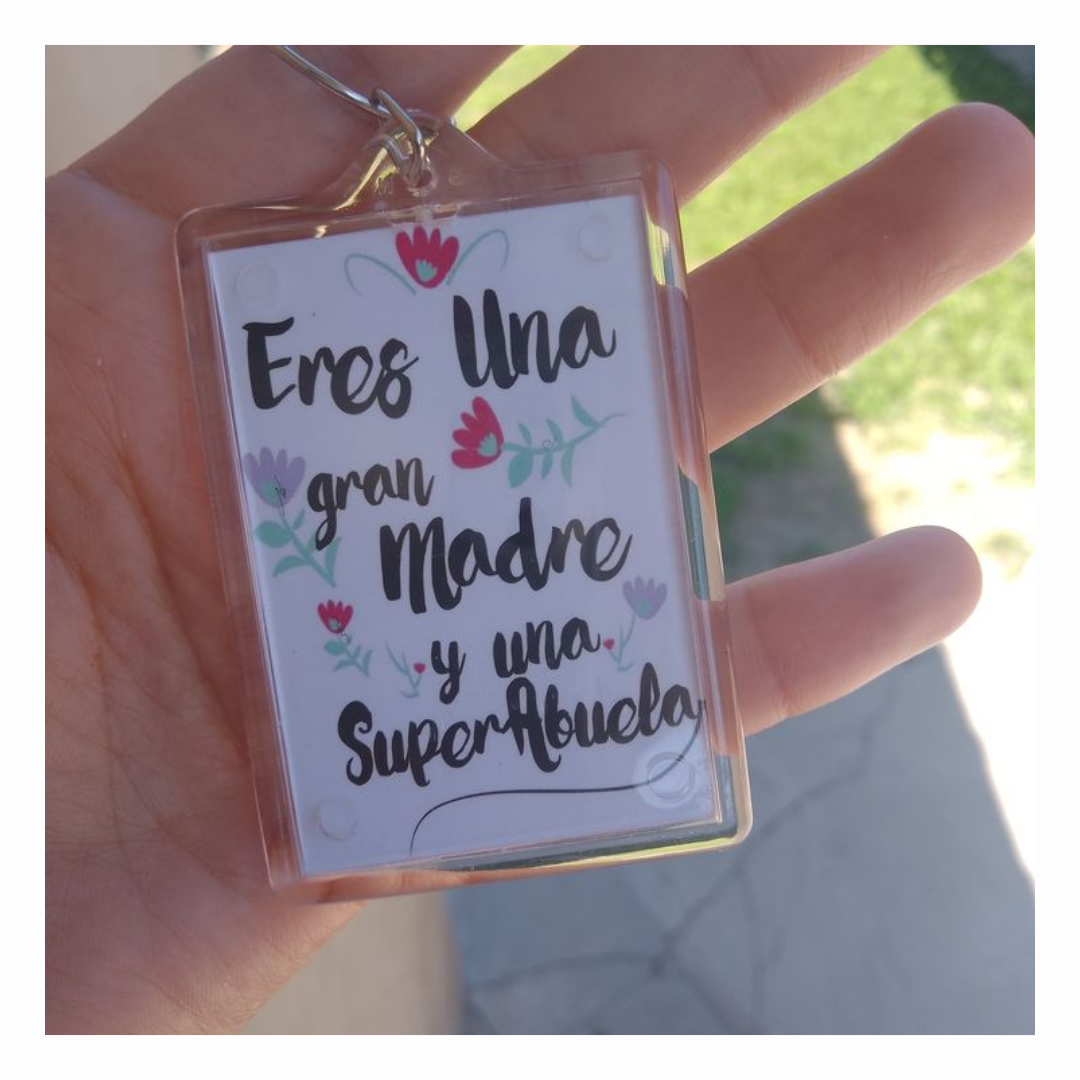 Eres Una
gran
Madre
y una
SuperAbuela